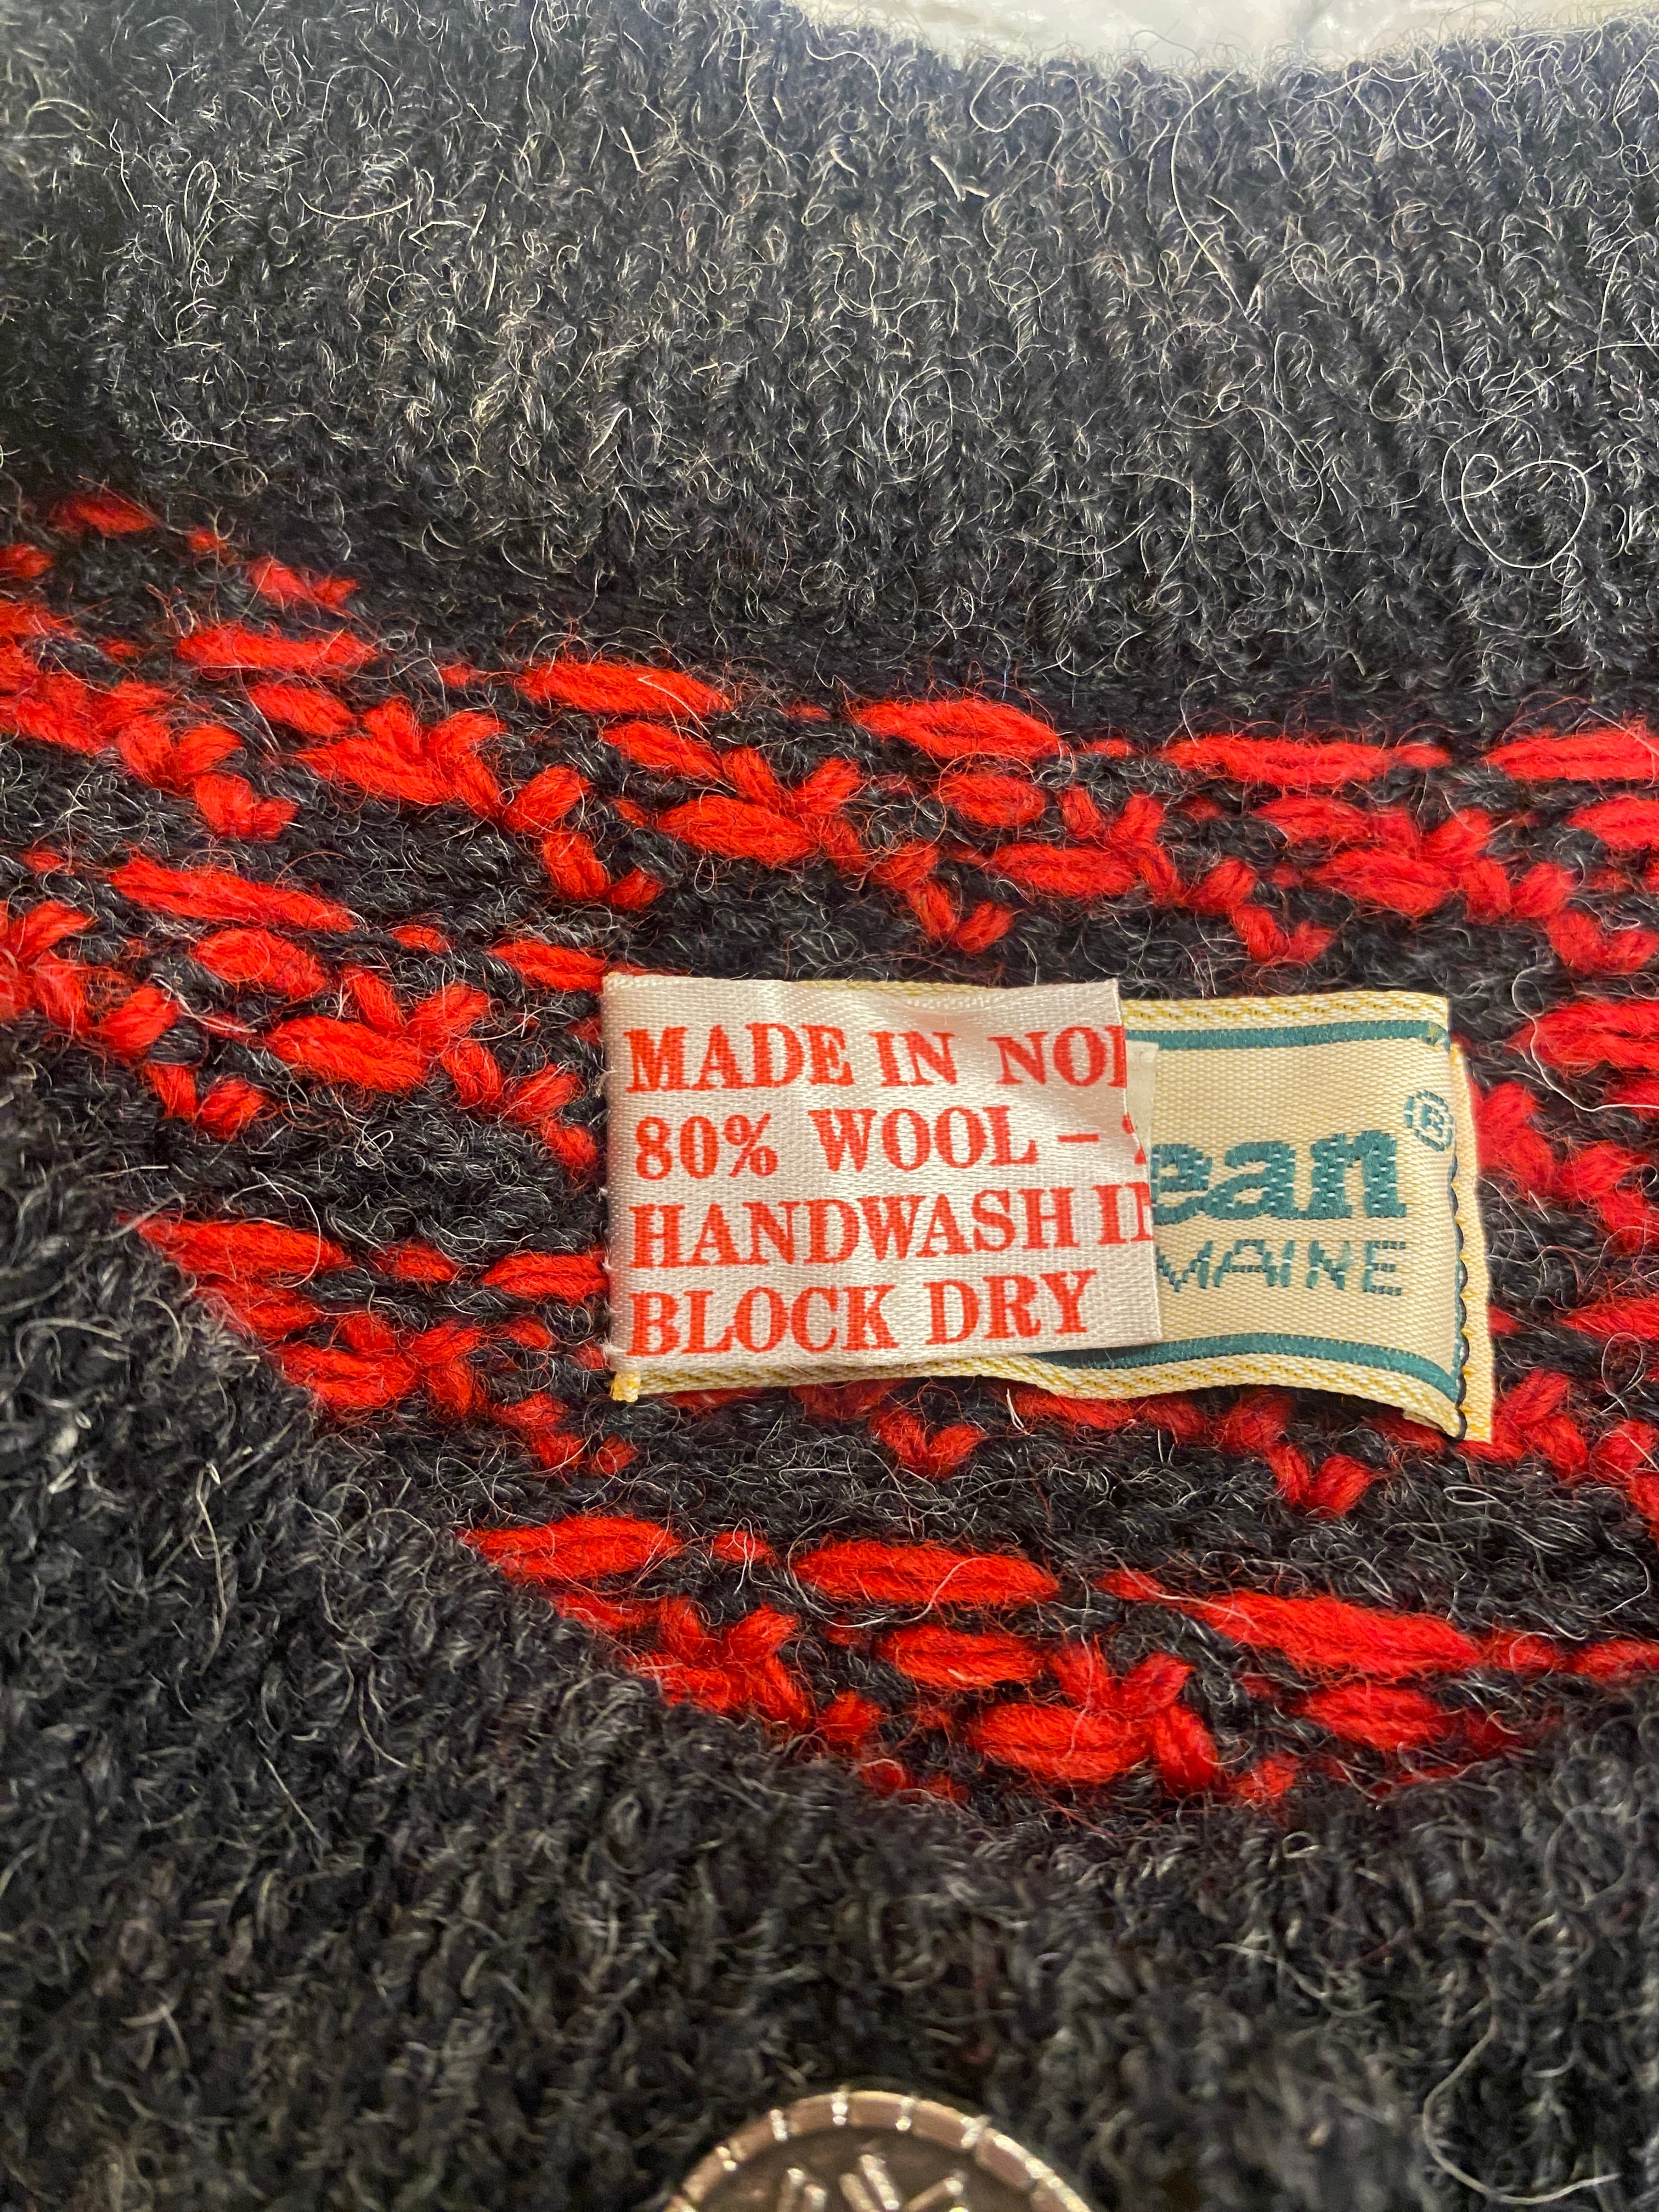 MADE IN NOR
80% WOOL –
HANDWASH IN
BLOCK DRY
ean®
MAINE